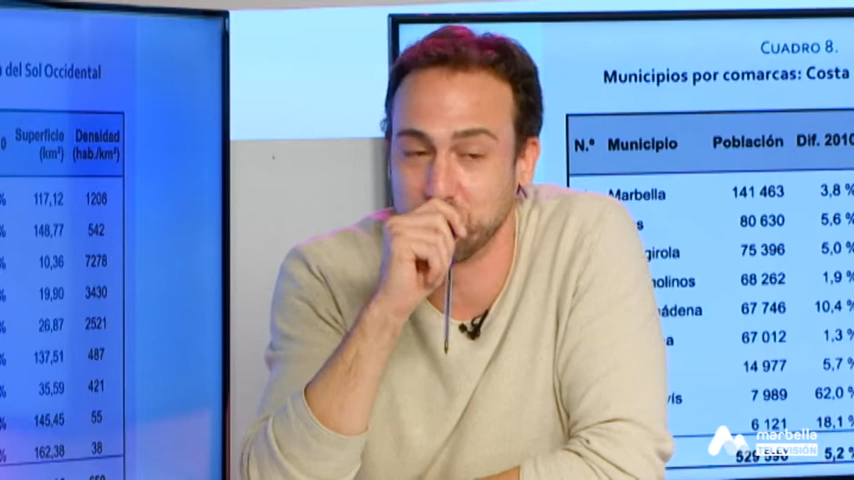 del Sol Occidental
Superficie Densidad
(km²) (hab./km²)
% 117,12 1208
% 148,77 542
% 10,36 7278
% 19,90 3430
% 26,87 2521
% 137,51 487
% 35,59 421
% 145,45 55
% 162,38 38
CUADRO 8.
Municipios por comarcas: Costa
N.º Municipio Población Dif. 2010
Marbella 141 463 3,8 %
80 630 5,6 %
75 396 5,0 %
68 262 1,9 %
67 746 10,4 %
67 012 1,3 %
14 977 5,7 %
7 989 62,0 %
6 121 18,1 %
529 596 5,2 %
marbella
TELEVISIÓN